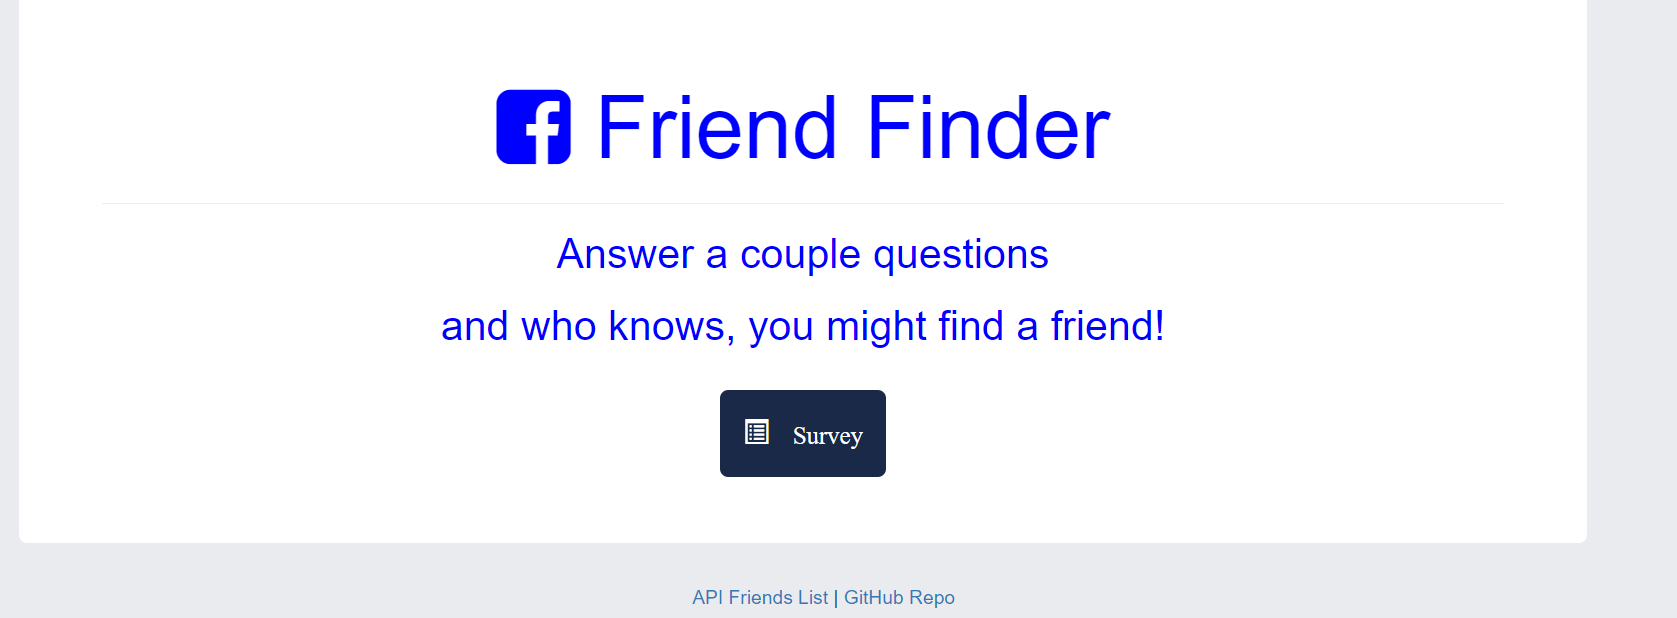 Friend Finder
Answer a couple questions
and who knows, you might find a friend!
Survey
API Friends List | GitHub Repo